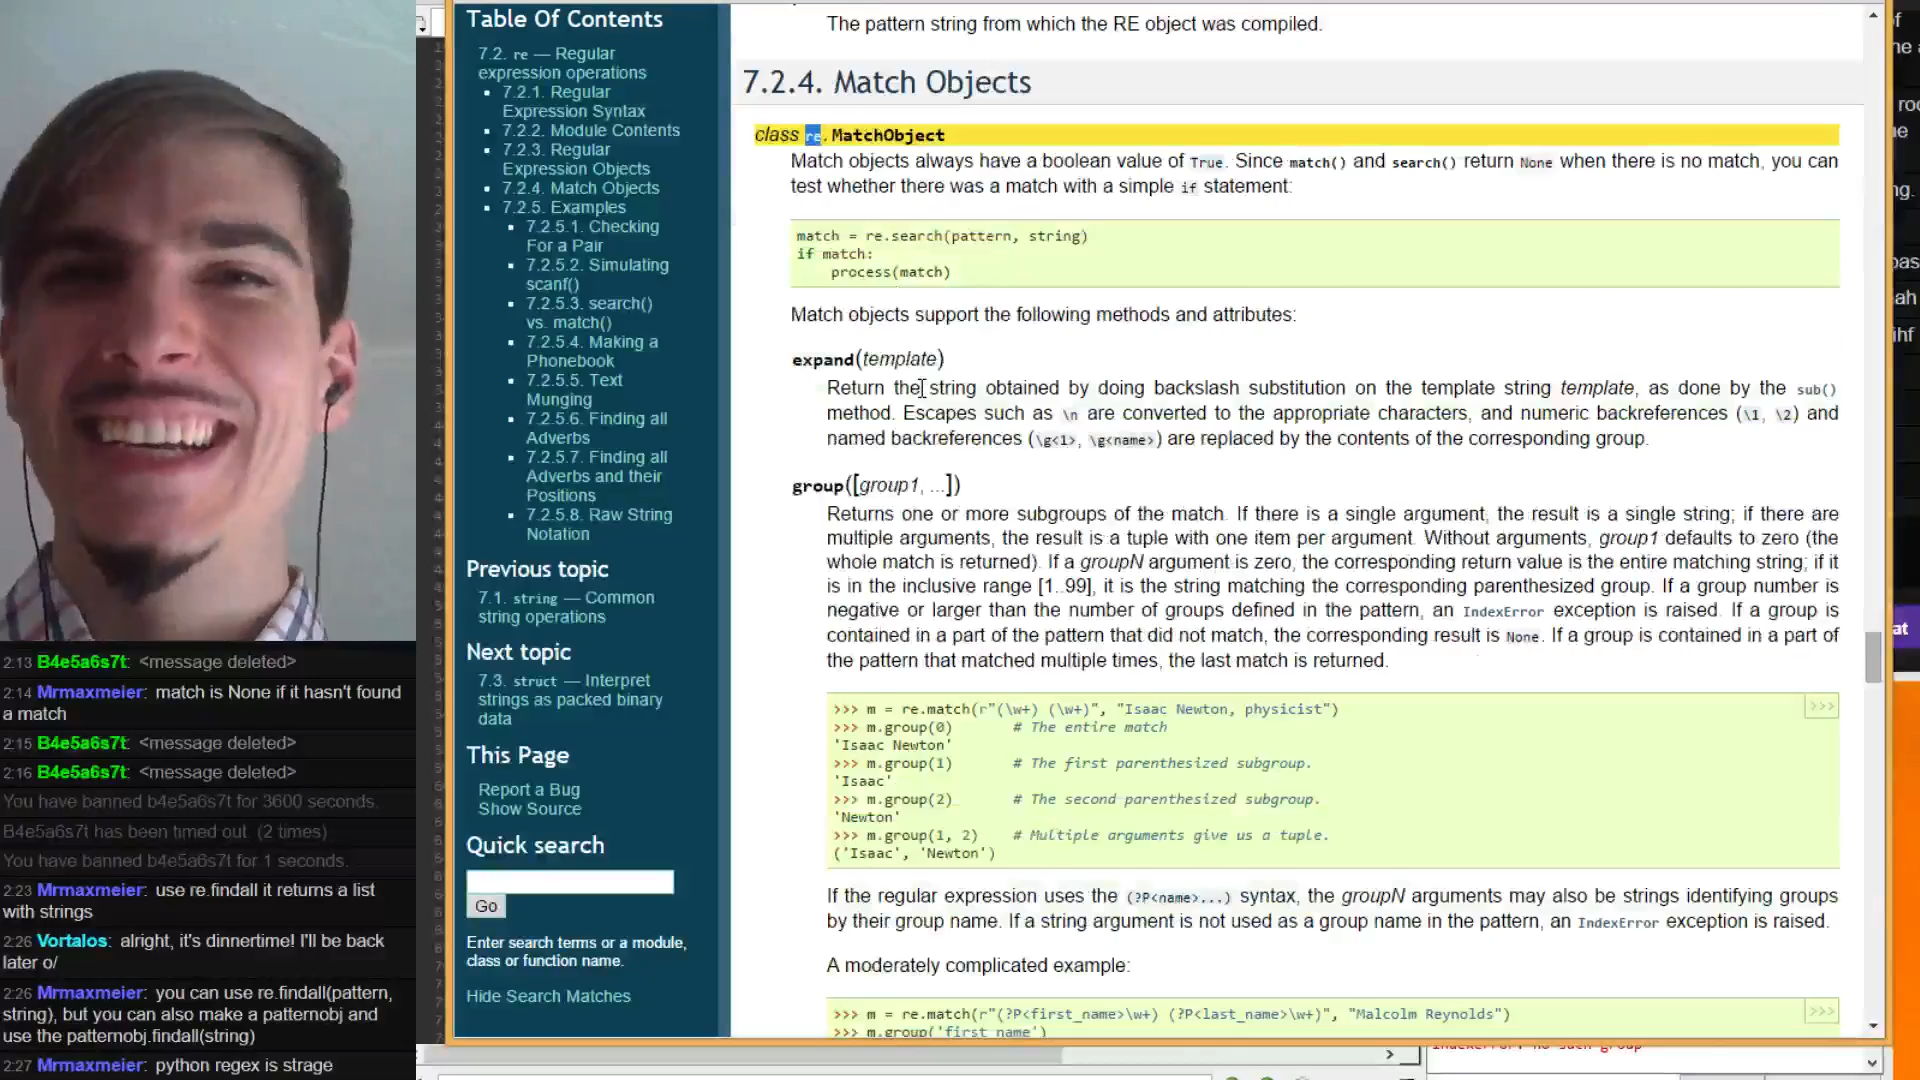 2:13 B4e5a6s7t: <message deleted>
2:14 Mrmaxmeier: match is None if it hasn't found
a match
2:15 B4e5a6s7t: <message deleted>
2:16 B4e5a6s7t: <message deleted>
You have banned b4e5a6s7t for 3600 seconds.
B4e5a6s7t has been timed out. (2 times)
You have banned b4e5a6s7t for 1 seconds.
2:23 Mrmaxmeier: use re.findall it returns a list
with strings
2:26 Vortalos: alright, it's dinnertime! I'll be back
later o/
2:26 Mrmaxmeier: you can use re.findall(pattern,
string), but you can also make a patternobj and
use the patternobj.findall(string)
2:27 Mrmaxmeier: python regex is strage
Table Of Contents
7.2. re — Regular
expression operations
7.2.1. Regular
Expression Syntax
7.2.2. Module Contents
7.2.3. Regular
Expression Objects
7.2.4. Match Objects
7.2.5. Examples
7.2.5.1. Checking
For a Pair
7.2.5.2. Simulating
scanf()
7.2.5.3. search()
vs. match()
7.2.5.4. Making a
Phonebook
7.2.5.5. Text
Munging
7.2.5.6. Finding all
Adverbs
7.2.5.7. Finding all
Adverbs and their
Positions
7.2.5.8. Raw String
Notation
Previous topic
7.1. string — Common
string operations
Next topic
7.3. struct — Interpret
strings as packed binary
data
This Page
Report a Bug
Show Source
Quick search
Go
Enter search terms or a module,
class or function name.
Hide Search Matches
The pattern string from which the RE object was compiled.
7.2.4. Match Objects
class re.MatchObject
Match objects always have a boolean value of True. Since match() and search() return None when there is no match, you can
test whether there was a match with a simple if statement:
match = re.search(pattern, string)
if match:
    process(match)
Match objects support the following methods and attributes:
expand(template)
Return the string obtained by doing backslash substitution on the template string template, as done by the sub()
method. Escapes such as \n are converted to the appropriate characters, and numeric backreferences (\1, \2) and
named backreferences (\g<1>, \g<name>) are replaced by the contents of the corresponding group.
group([group1, ...])
Returns one or more subgroups of the match. If there is a single argument, the result is a single string; if there are
multiple arguments, the result is a tuple with one item per argument. Without arguments, group1 defaults to zero (the
whole match is returned). If a groupN argument is zero, the corresponding return value is the entire matching string; if it
is in the inclusive range [1..99], it is the string matching the corresponding parenthesized group. If a group number is
negative or larger than the number of groups defined in the pattern, an IndexError exception is raised. If a group is
contained in a part of the pattern that did not match, the corresponding result is None. If a group is contained in a part of
the pattern that matched multiple times, the last match is returned.
>>> m = re.match(r"(\w+) (\w+)", "Isaac Newton, physicist")
>>> m.group(0)       # The entire match
'Isaac Newton'
>>> m.group(1)       # The first parenthesized subgroup.
'Isaac'
>>> m.group(2)       # The second parenthesized subgroup.
'Newton'
>>> m.group(1, 2)    # Multiple arguments give us a tuple.
('Isaac', 'Newton')
>>>
If the regular expression uses the (?P<name>...) syntax, the groupN arguments may also be strings identifying groups
by their group name. If a string argument is not used as a group name in the pattern, an IndexError exception is raised.
A moderately complicated example:
>>> m = re.match(r"(?P<first_name>\w+) (?P<last_name>\w+)", "Malcolm Reynolds")
>>> m.group('first_name')
>>>
IndexError: no such group